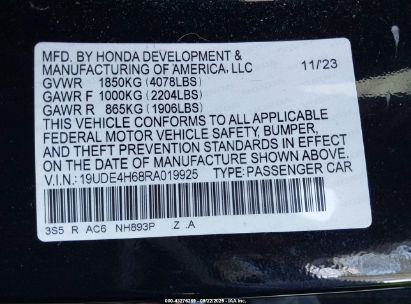 MFD. BY HONDA DEVELOPMENT &
MANUFACTURING OF AMERICA, LLC 11/23
GVWR 1850KG (4078LBS)
GAWR F 1000KG (2204LBS)
GAWR R 865KG (1906LBS)
THIS VEHICLE CONFORMS TO ALL APPLICABLE
FEDERAL MOTOR VEHICLE SAFETY, BUMPER,
AND THEFT PREVENTION STANDARDS IN EFFECT
ON THE DATE OF MANUFACTURE SHOWN ABOVE.
V.I.N: 19UDE4H68RA019925 TYPE: PASSENGER CAR
3S5 R AC6 NH893P .Z .A